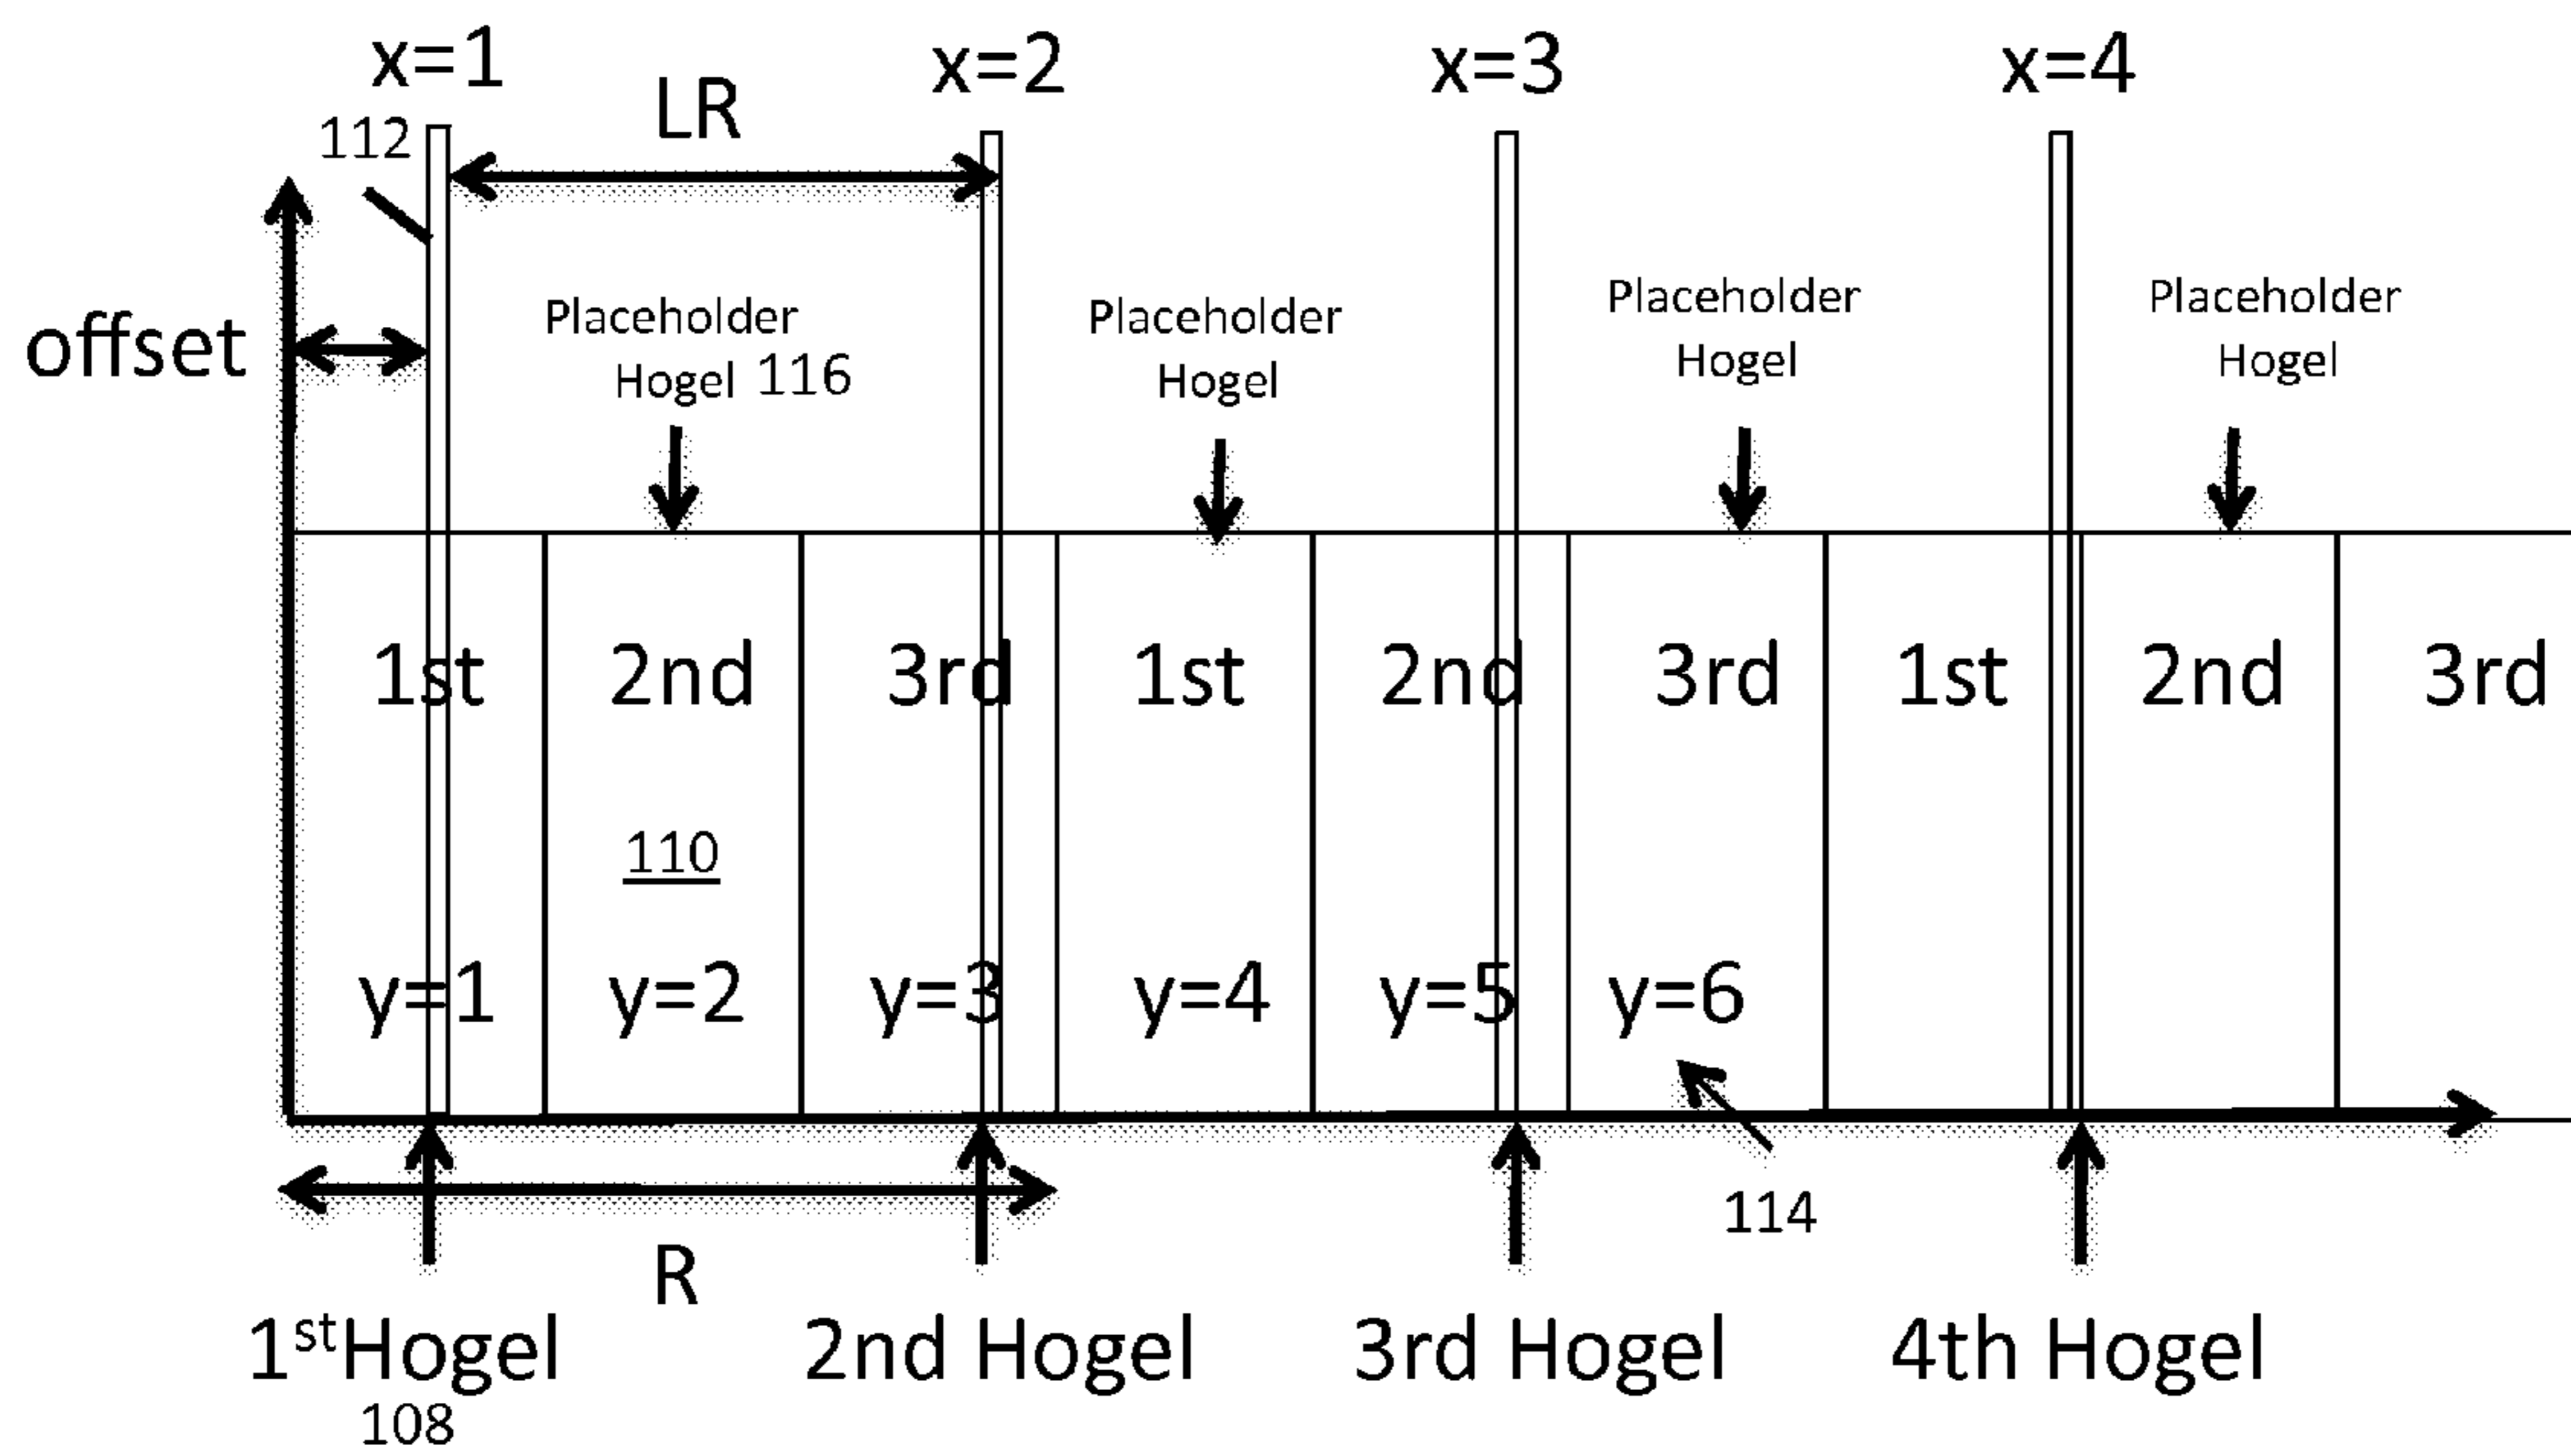 x=1
x=2
x=3
x=4
112
LR
offset
Placeholder
Hogel 116
Placeholder
Hogel
Placeholder
Hogel
Placeholder
Hogel
1st
2nd
3rd
1st
2nd
3rd
1st
2nd
3rd
110
y=1
y=2
y=3
y=4
y=5
y=6
114
R
1st Hogel
2nd Hogel
3rd Hogel
4th Hogel
108